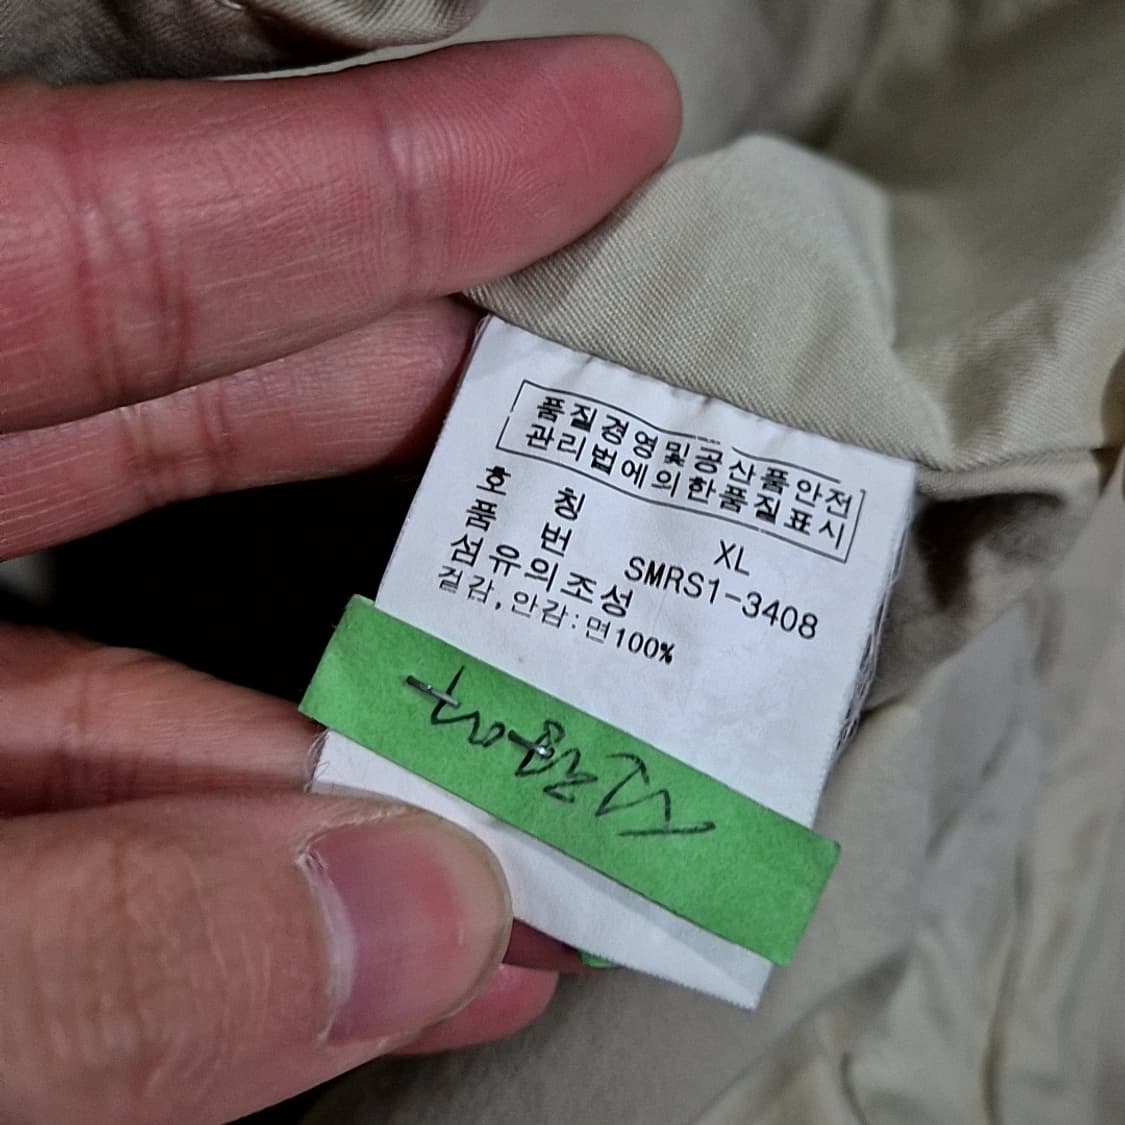 품질경영및공산품안전
관리법에의한품질표시
호 칭 XL
품 번 SMRS1-3408
섬유의조성
겉감,안감:면100%